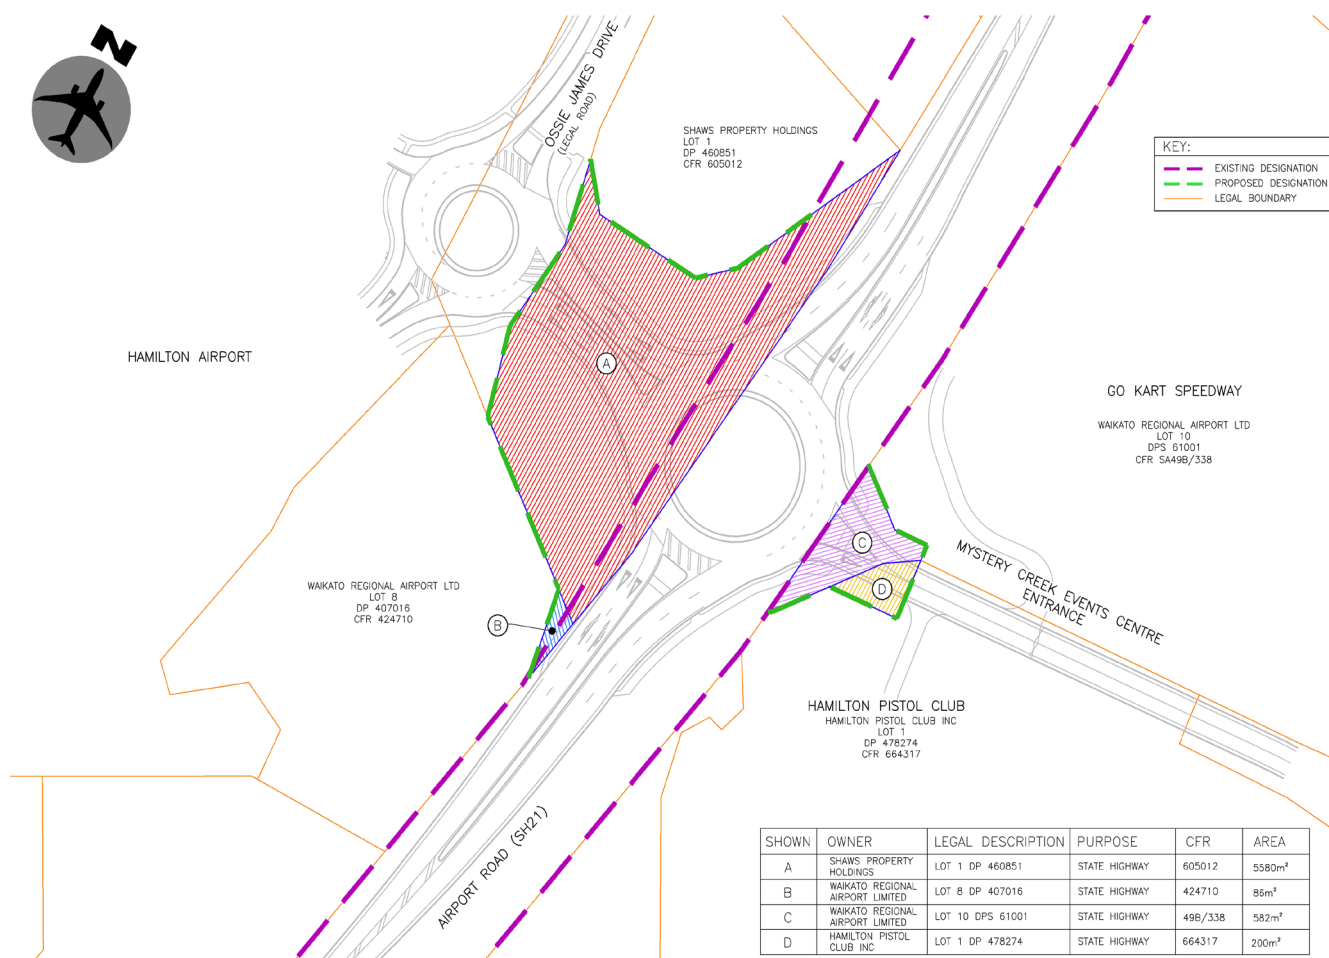 N
OSSIE JAMES DRIVE
(LEGAL ROAD)
SHAWS PROPERTY HOLDINGS
LOT 1
DP 460851
CFR 605012
KEY:
EXISTING DESIGNATION
PROPOSED DESIGNATION
LEGAL BOUNDARY
HAMILTON AIRPORT
A
GO KART SPEEDWAY
WAIKATO REGIONAL AIRPORT LTD
LOT 10
DPS 61001
CFR SA49B/338
C
MYSTERY CREEK EVENTS CENTRE
ENTRANCE
D
WAIKATO REGIONAL AIRPORT LTD
LOT 8
DP 407016
CFR 424710
B
HAMILTON PISTOL CLUB
HAMILTON PISTOL CLUB INC
LOT 1
DP 478274
CFR 664317
AIRPORT ROAD (SH21)
SHOWN OWNER LEGAL DESCRIPTION PURPOSE CFR AREA
A SHAWS PROPERTY HOLDINGS LOT 1 DP 460851 STATE HIGHWAY 605012 5580m²
B WAIKATO REGIONAL AIRPORT LIMITED LOT 8 DP 407016 STATE HIGHWAY 424710 86m²
C WAIKATO REGIONAL AIRPORT LIMITED LOT 10 DPS 61001 STATE HIGHWAY 49B/338 582m²
D HAMILTON PISTOL CLUB INC LOT 1 DP 478274 STATE HIGHWAY 664317 200m²